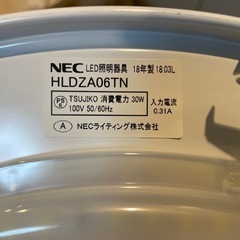 NEC LED照明器具 18年製 18.03L
HLDZA06TN
PS E TSUJIKO 消費電力 30W 入力電流
100V 50/60Hz 0.31A
A NECライティング株式会社